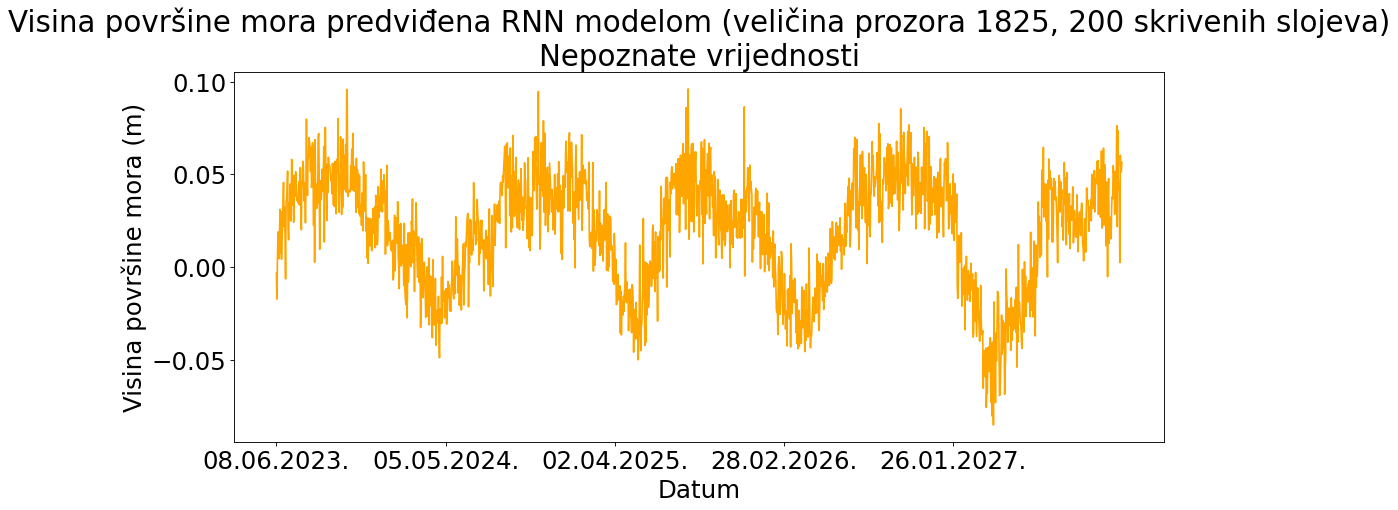 Visina površine mora predviđena RNN modelom (veličina prozora 1825, 200 skrivenih slojeva)
Nepoznate vrijednosti
Visina površine mora (m)
0.10
0.05
0.00
−0.05
08.06.2023. 05.05.2024. 02.04.2025. 28.02.2026. 26.01.2027.
Datum